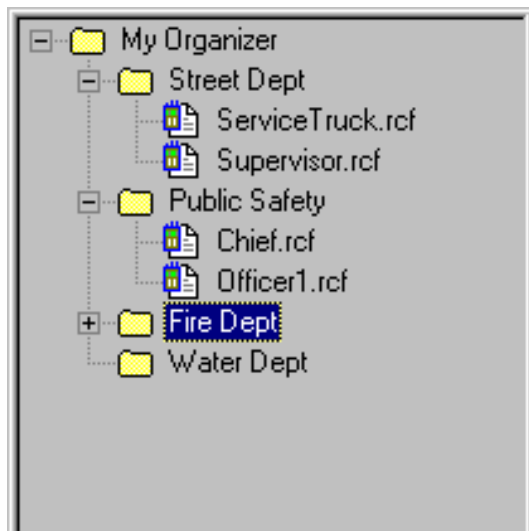 My Organizer
Street Dept
ServiceTruck.rcf
Supervisor.rcf
Public Safety
Chief.rcf
Officer1.rcf
Fire Dept
Water Dept